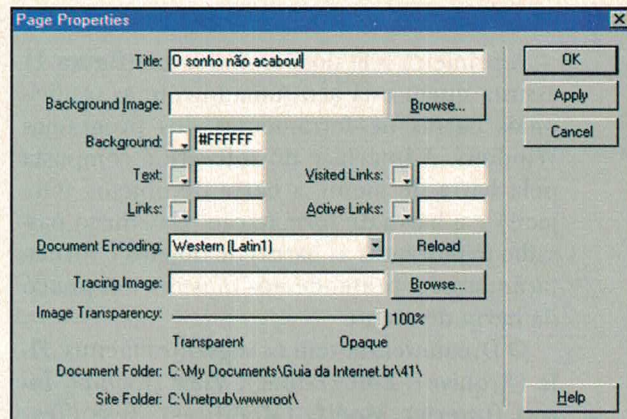 Page Properties
Title: O sonho não acabou!
OK
Background Image: Browse...
Apply
Background: #FFFFFF
Cancel
Text: Visited Links:
Links: Active Links:
Document Encoding: Western (Latin1) Reload
Tracing Image: Browse...
Image Transparency: 100%
Transparent Opaque
Document Folder: C:\My Documents\Guia da Internet.br\41\
Site Folder: C:\Inetpub\wwwroot\
Help